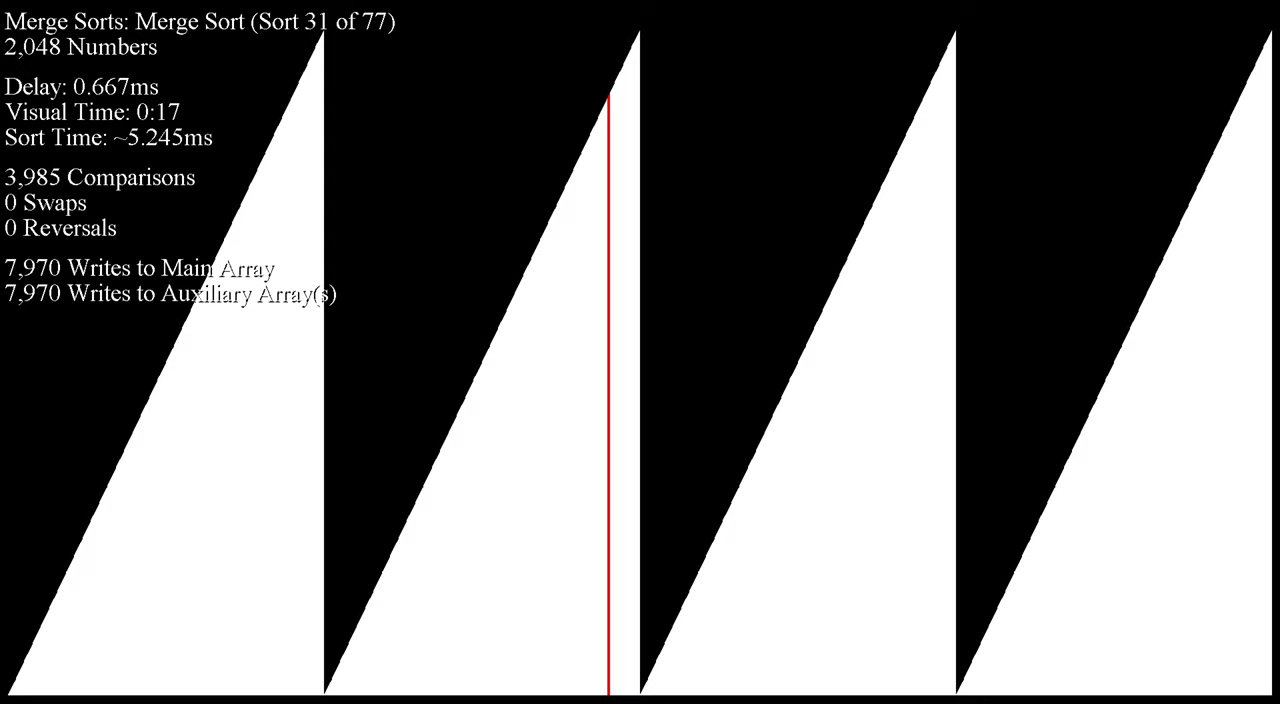 Merge Sorts: Merge Sort (Sort 31 of 77)
2,048 Numbers
Delay: 0.667ms
Visual Time: 0:17
Sort Time: ~5.245ms
3,985 Comparisons
0 Swaps
0 Reversals
7,970 Writes to Main Array
7,970 Writes to Auxiliary Array(s)